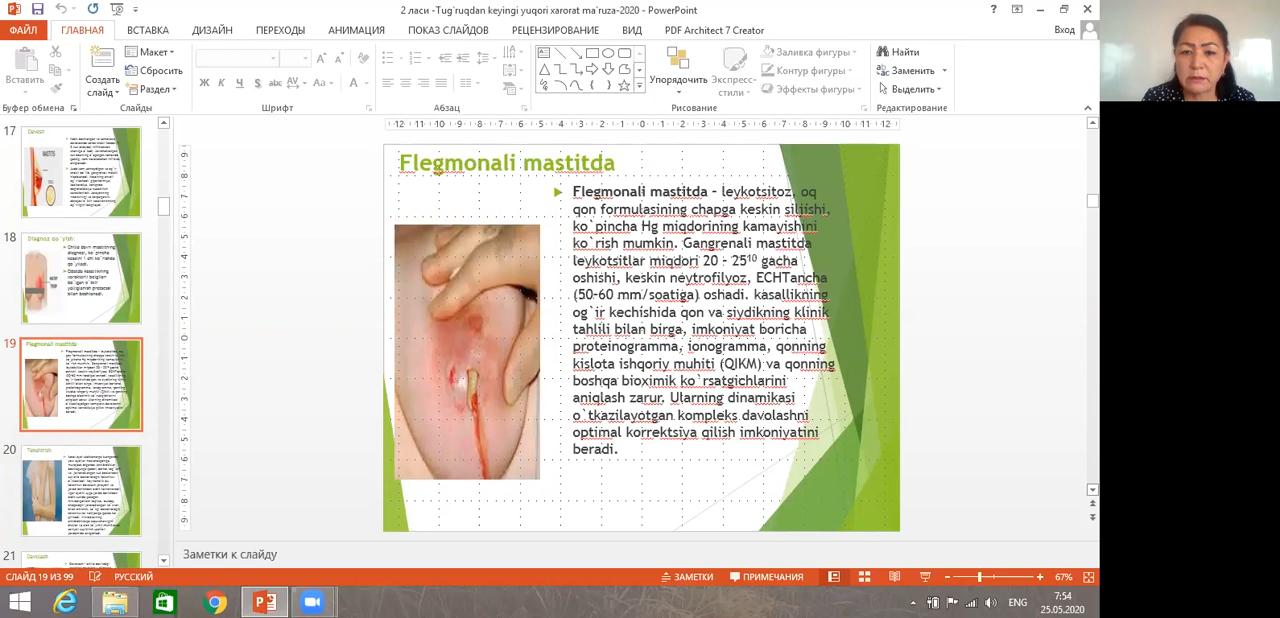 2 ласи - Tug`ruqdan keyingi yuqori xarorat ma`ruza-2020 - PowerPoint
ФАЙЛ ГЛАВНАЯ ВСТАВКА ДИЗАЙН ПЕРЕХОДЫ АНИМАЦИЯ ПОКАЗ СЛАЙДОВ РЕЦЕНЗИРОВАНИЕ ВИД PDF Architect 7 Creator Вход
Вставить
Создать слайд
Макет
Сбросить
Раздел
Ж К Ч S abc AV Aa A
Упорядочить
Экспресс-стили
Заливка фигуры
Контур фигуры
Эффекты фигуры
Найти
Заменить
Выделить
Буфер обмена Слайды Шрифт Абзац Рисование Редактирование
17
Davosh
18
Diagnoz qo`yish:
19
Flegmonali mastitda
20
21
Flegmonali mastitda
Flegmonali mastitda – leykotsitoz, oq
qon formulasining chapga keskin siljishi,
ko`pincha Hg miqdorining kamayishini
ko`rish mumkin. Gangrenali mastitda
leykotsitlar miqdori 20 – 25¹⁰ gacha
oshishi, keskin neytrofilyoz, ECHTancha
(50-60 mm/soatiga) oshadi. kasallikning
og`ir kechishida qon va siydikning klinik
tahlili bilan birga, imkoniyat boricha
proteinogramma, ionogramma, qonning
kislota ishqoriy muhiti (QIKM) va qonning
boshqa bioximik ko`rsatgichlarini
aniqlash zarur. Ularning dinamikasi
o`tkazilayotgan kompleks davolashni
optimal korrektsiya qilish imkoniyatini
beradi.
Заметки к слайду
СЛАЙД 19 ИЗ 99 РУССКИЙ ЗАМЕТКИ ПРИМЕЧАНИЯ 67%
ENG
7:54
25.05.2020